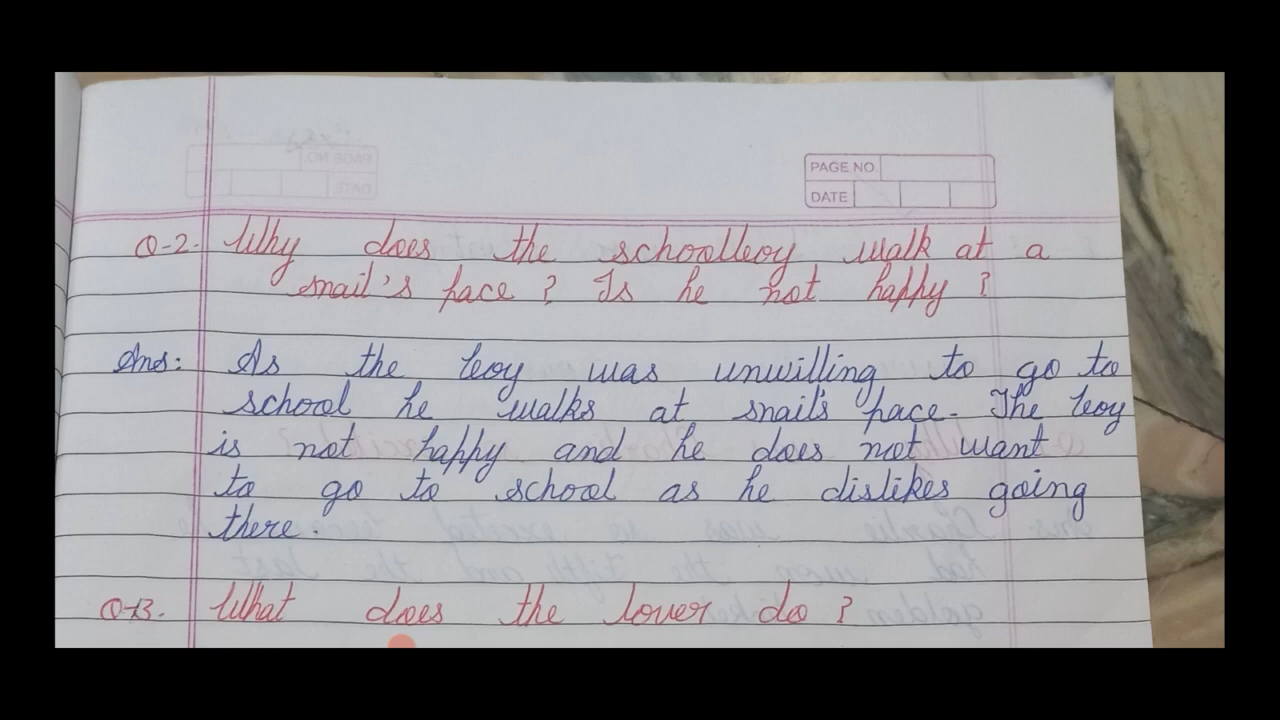 PAGE NO.
DATE
Q-2. Why does the schoolboy walk at a
snail's pace ? Is he not happy ?
Ans: As the boy was unwilling to go to
school he walks at snail's pace. The boy
is not happy and he does not want
to go to school as he dislikes going
there.
Q-3. What does the lover do ?